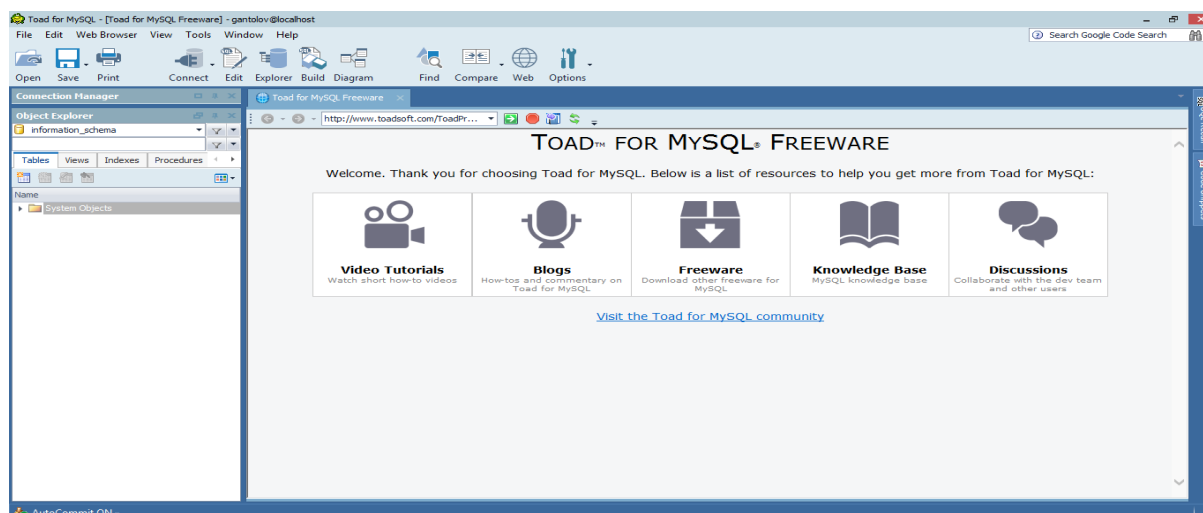 Toad for MySQL - [Toad for MySQL Freeware] - gantolov@localhost
File Edit Web Browser View Tools Window Help
Search Google Code Search
Open Save Print Connect Edit Explorer Build Diagram Find Compare Web Options
Connection Manager
Toad for MySQL Freeware
Object Explorer
http://www.toadsoft.com/ToadPr...
information_schema
Tables Views Indexes Procedures
Name
System Objects
TOAD™ FOR MYSQL® FREEWARE
Welcome. Thank you for choosing Toad for MySQL. Below is a list of resources to help you get more from Toad for MySQL:
Video Tutorials
Watch short how-to videos
Blogs
How-tos and commentary on
Toad for MySQL
Freeware
Download other freeware for
MySQL
Knowledge Base
MySQL knowledge base
Discussions
Collaborate with the dev team
and other users
Visit the Toad for MySQL community
AutoCommit ON